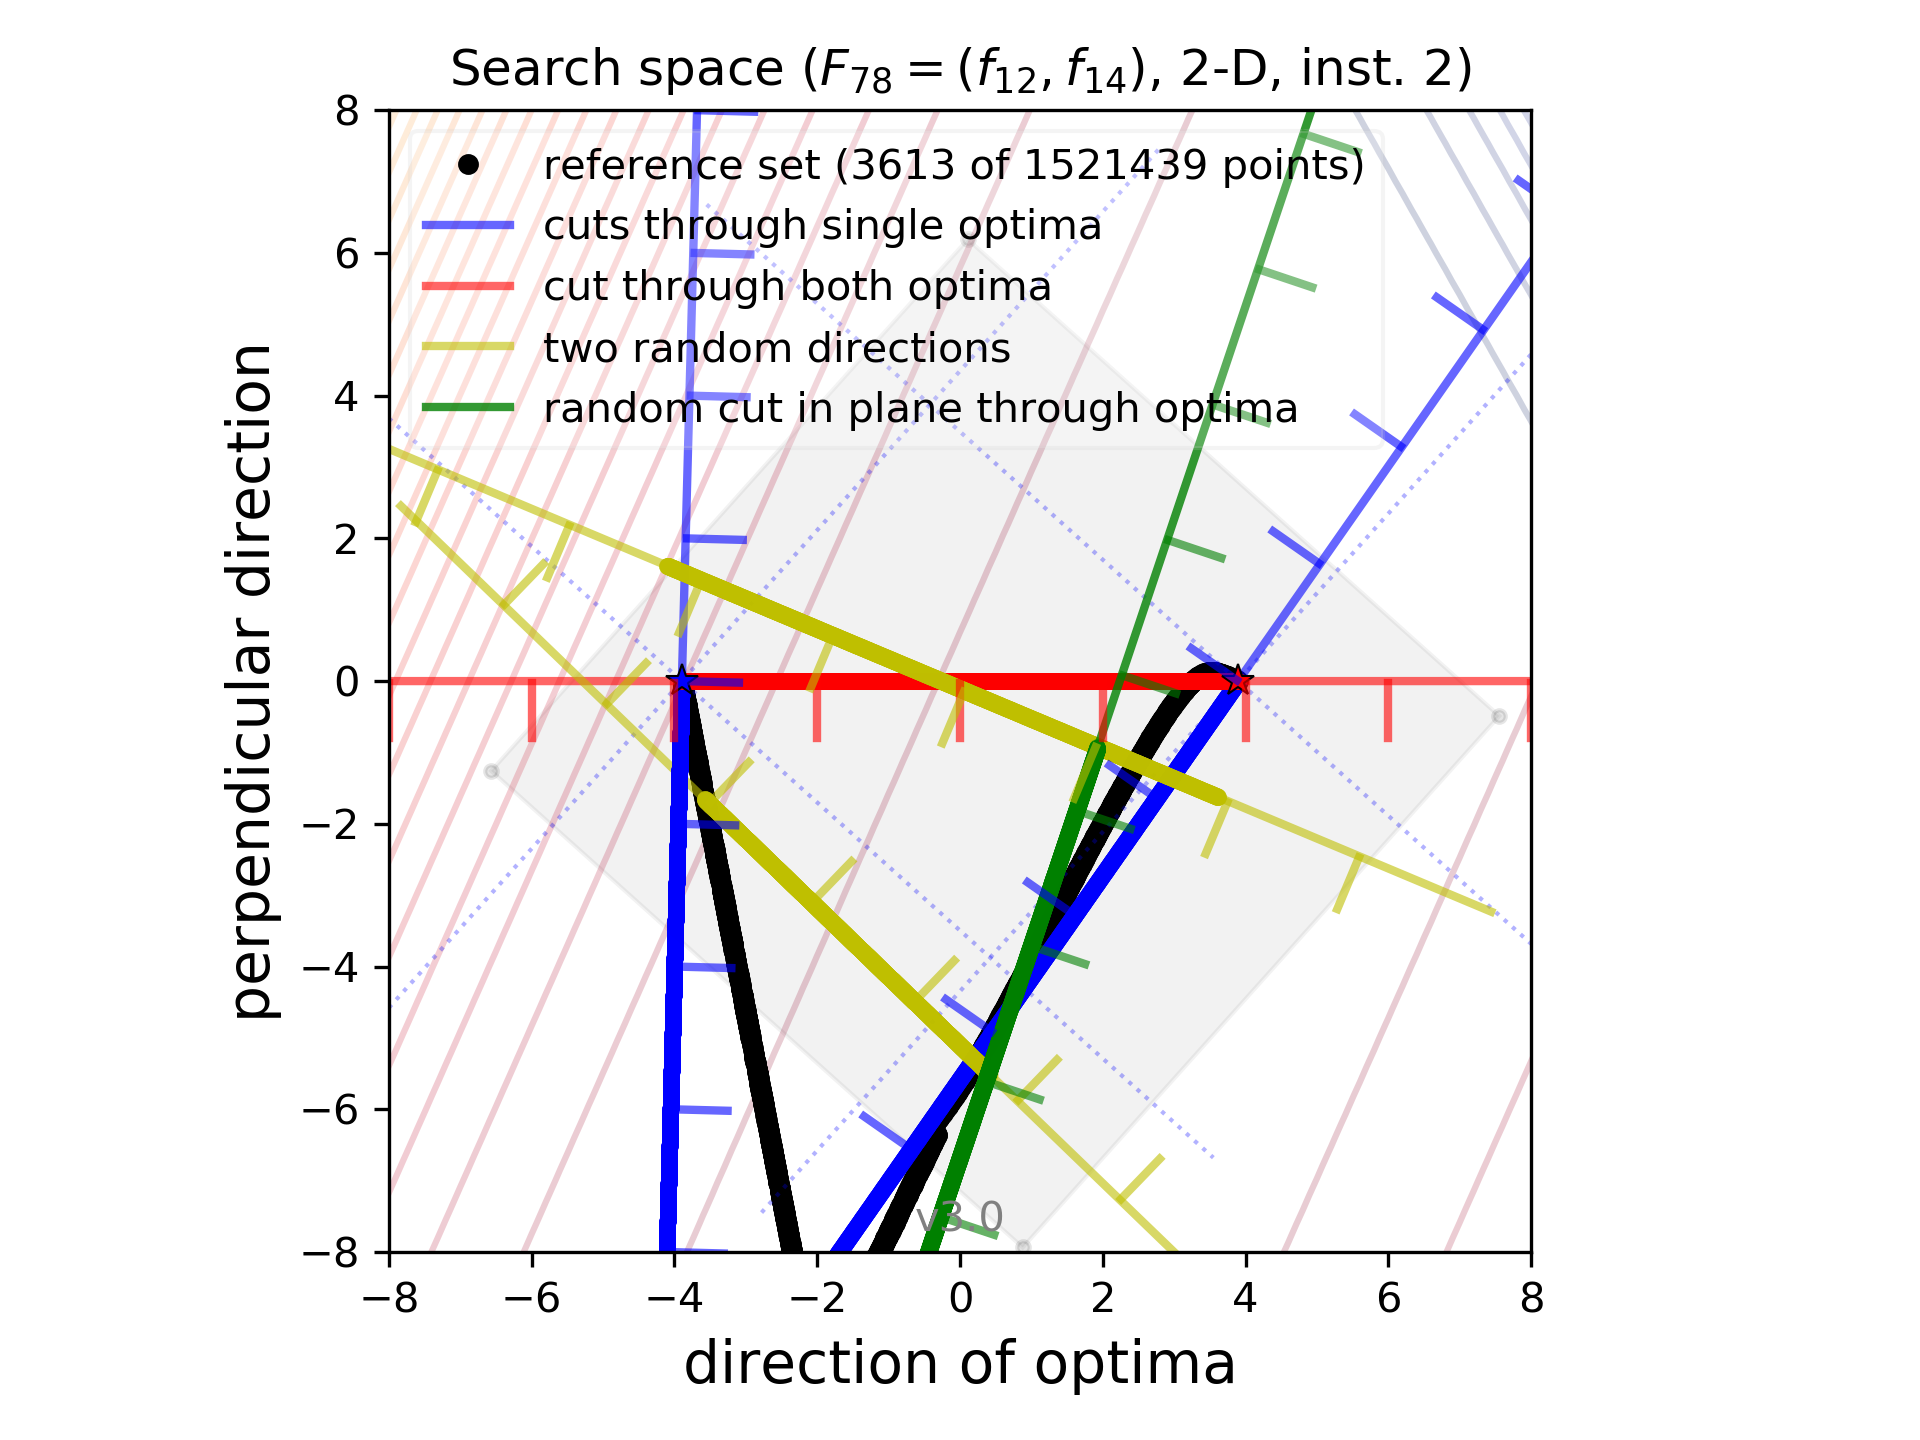 Search space (F78 = (f12, f14), 2-D, inst. 2)
8
reference set (3613 of 1521439 points)
cuts through single optima
6
cut through both optima
two random directions
4
random cut in plane through optima
2
0
−2
−4
−6
−8
perpendicular direction
v3.0
−8 −6 −4 −2 0 2 4 6 8
direction of optima